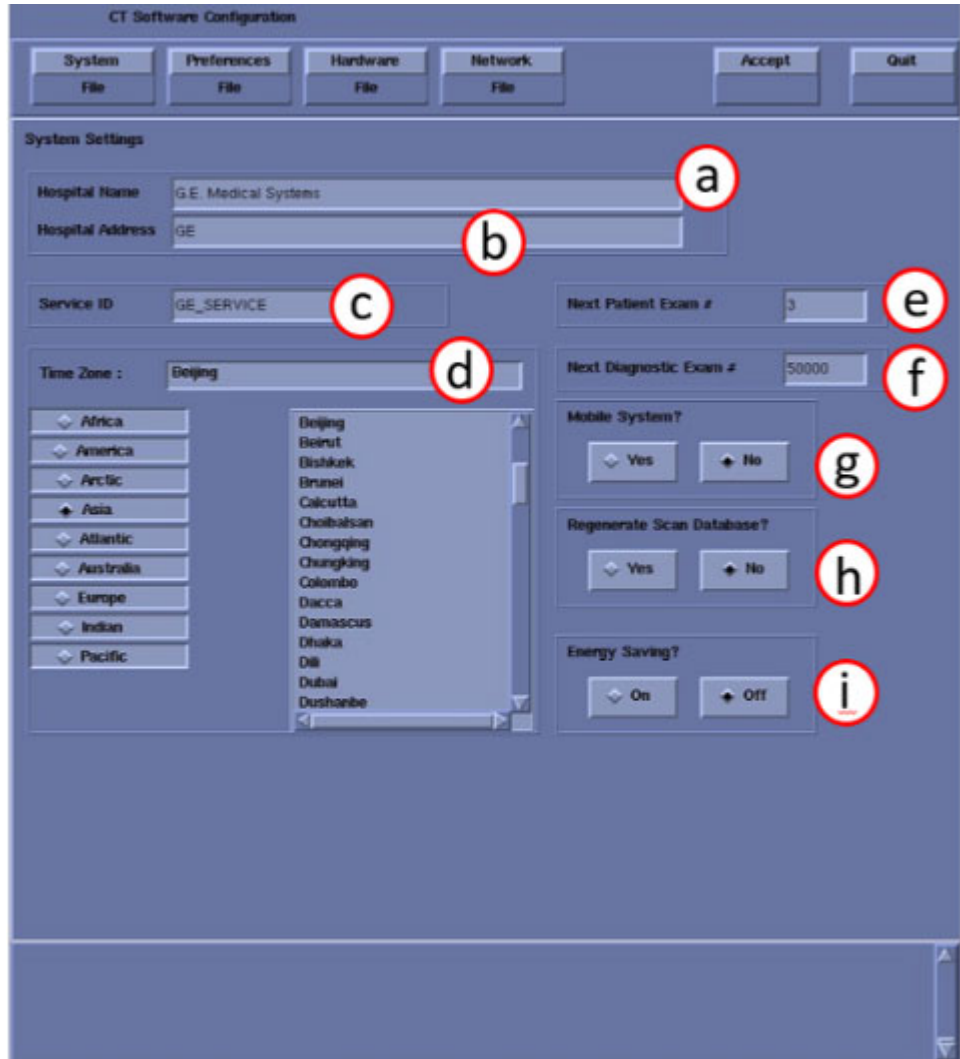 CT Software Configuration
System Preferences Hardware Network Accept Quit
File File File File
System Settings
a
Hospital Name G.E. Medical Systems
Hospital Address GE b
Service ID GE_SERVICE c Next Patient Exam # 3 e
Time Zone : Beijing d Next Diagnostic Exam # 50000 f
Africa Beijing Mobile System?
America Beirut
Arctic Bishkek Yes No g
Asia Brunei
Atlantic Calcutta Regenerate Scan Database?
Australia Choibalsan
Europe Chongqing Yes No h
Indian Chungking
Pacific Colombo
Dacca
Damascus
Dhaka Energy Saving?
Dili
Dubai On Off i
Dushanbe